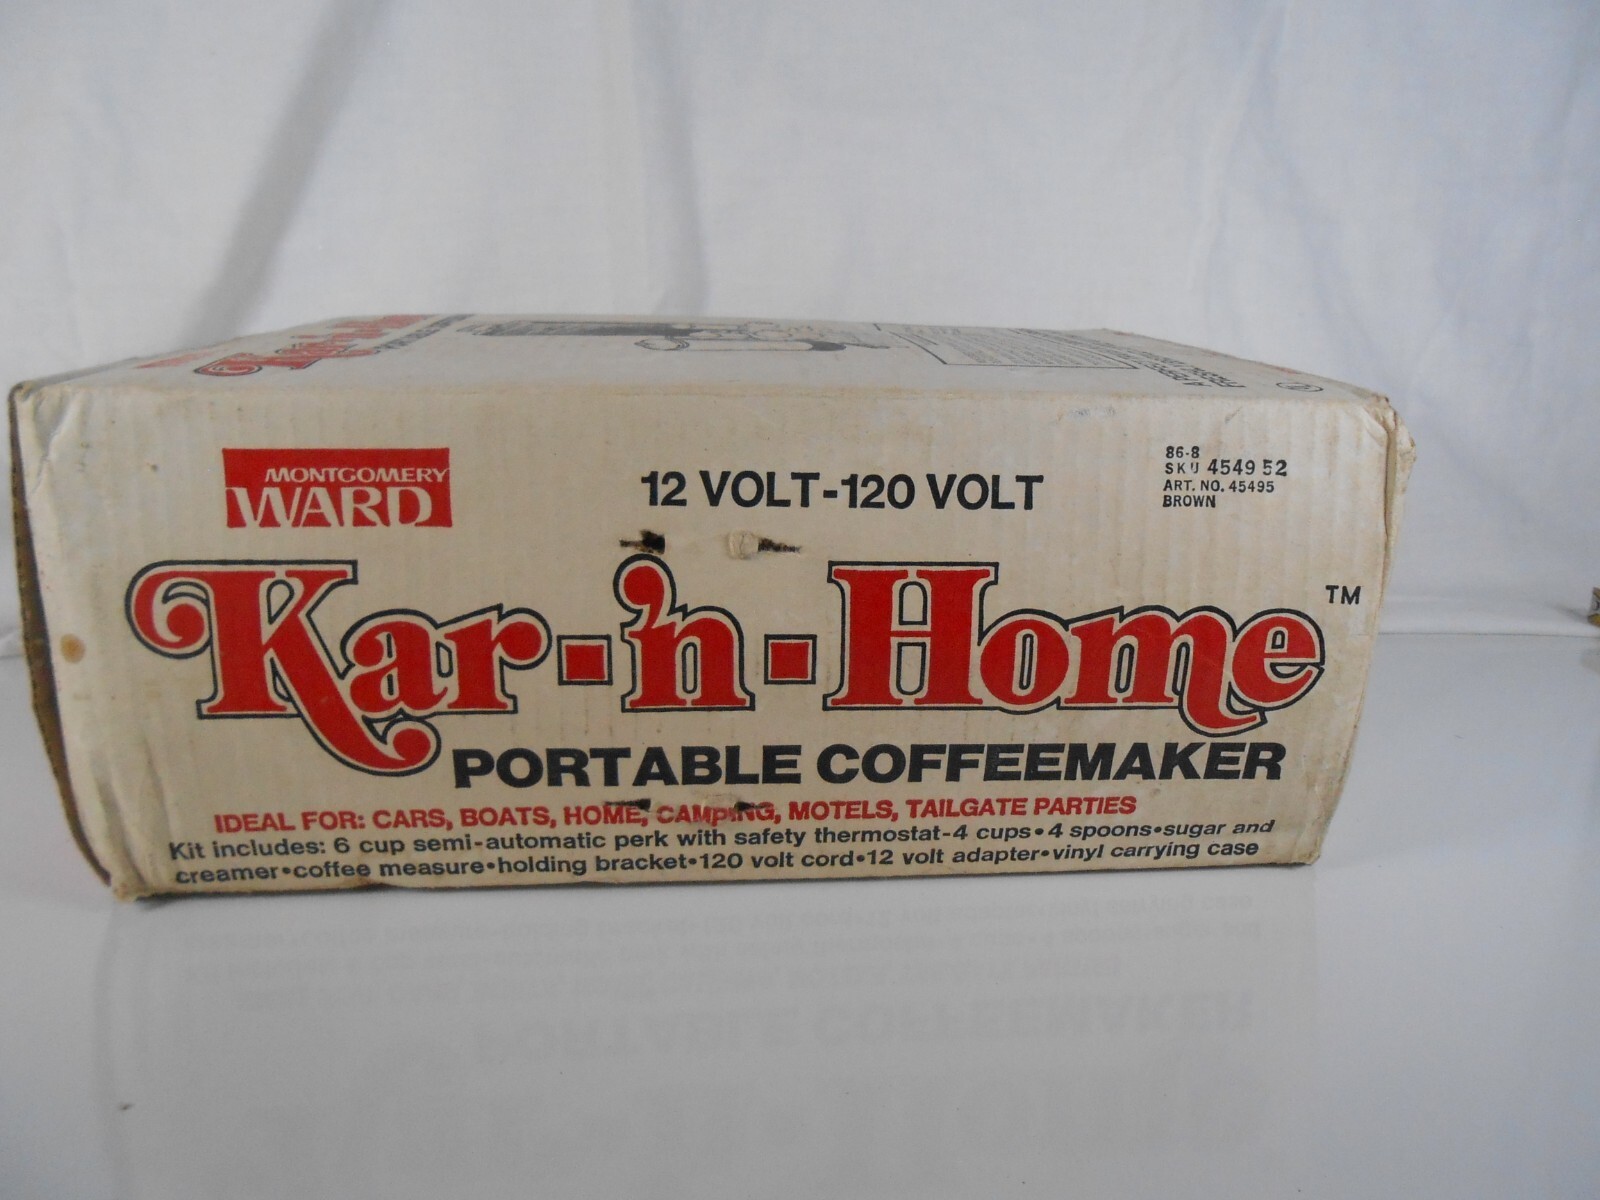 Kar-'n-Home
MONTGOMERY
WARD
12 VOLT-120 VOLT
86-8
SKU 454952
ART. NO. 45495
BROWN
Kar-'n-Home TM
PORTABLE COFFEEMAKER
IDEAL FOR: CARS, BOATS, HOME, CAMPING, MOTELS, TAILGATE PARTIES
Kit includes: 6 cup semi-automatic perk with safety thermostat-4 cups•4 spoons•sugar and
creamer•coffee measure•holding bracket•120 volt cord•12 volt adapter•vinyl carrying case